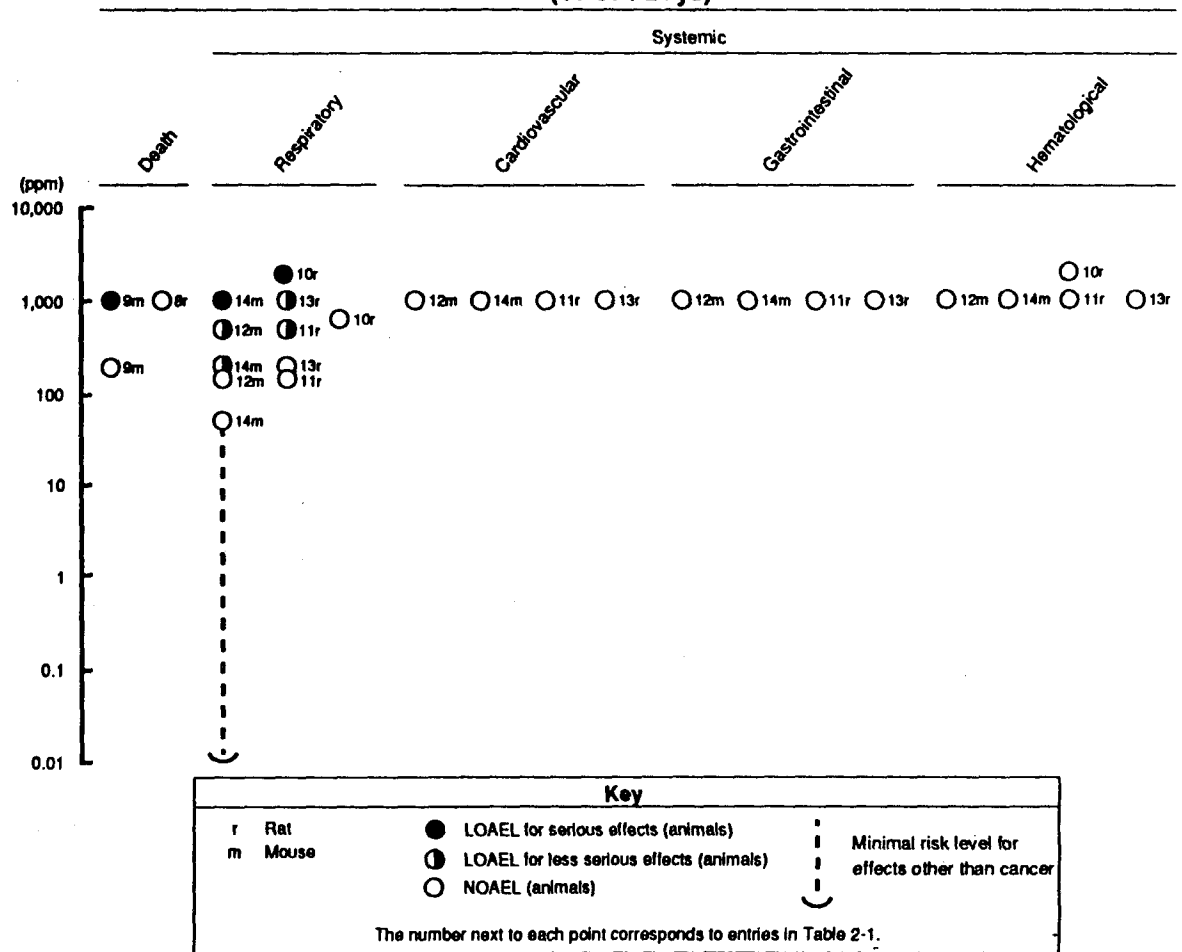 Systemic
Death Respiratory Cardiovascular Gastrointestinal Hematological
(ppm)
10,000
10r 10r
1,000 9m 8r 14m 13r 12m 14m 11r 13r 12m 14m 11r 13r 12m 14m 11r 13r
10r
12m 11r
9m 14m 13r
12m 11r
100
14m
10
1
0.1
0.01
Key
r Rat LOAEL for serious effects (animals) Minimal risk level for
m Mouse LOAEL for less serious effects (animals) effects other than cancer
NOAEL (animals)
The number next to each point corresponds to entries in Table 2-1.